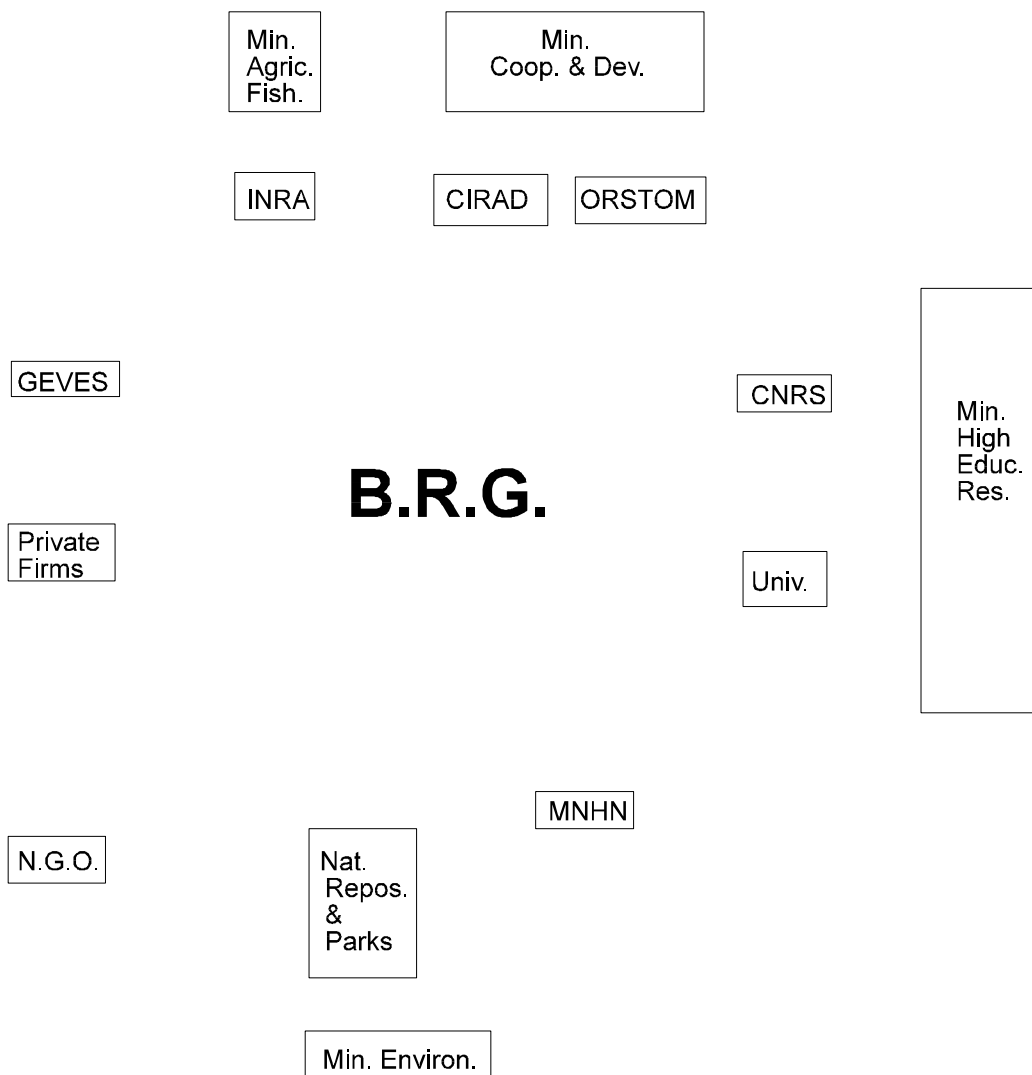 Min.
Agric.
Fish.
Min.
Coop. & Dev.
INRA
CIRAD
ORSTOM
GEVES
CNRS
Min.
High
Educ.
Res.
B.R.G.
Private
Firms
Univ.
MNHN
N.G.O.
Nat.
Repos.
&
Parks
Min. Environ.